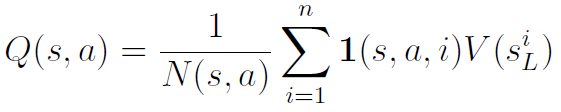 Q(s, a) = \frac{1}{N(s, a)} \sum_{i=1}^{n} \mathbf{1}(s, a, i) V(s_L^i)